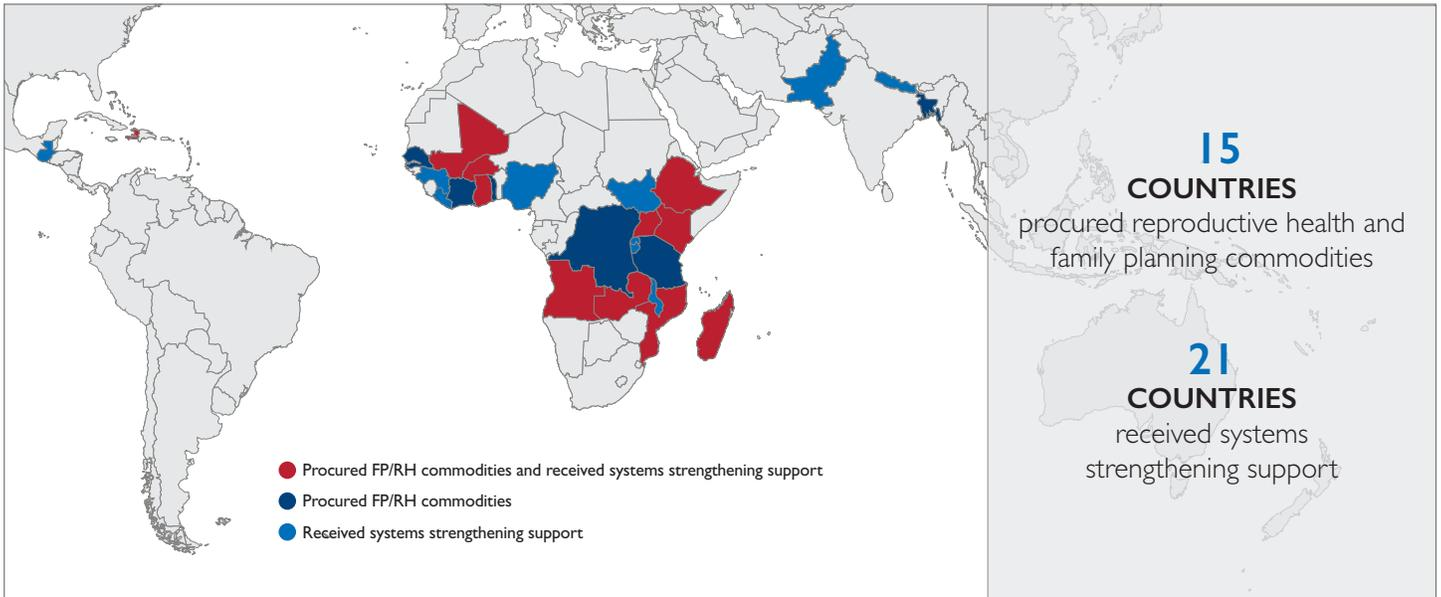 15
COUNTRIES
procured reproductive health and
family planning commodities
21
COUNTRIES
received systems
strengthening support
Procured FP/RH commodities and received systems strengthening support
Procured FP/RH commodities
Received systems strengthening support